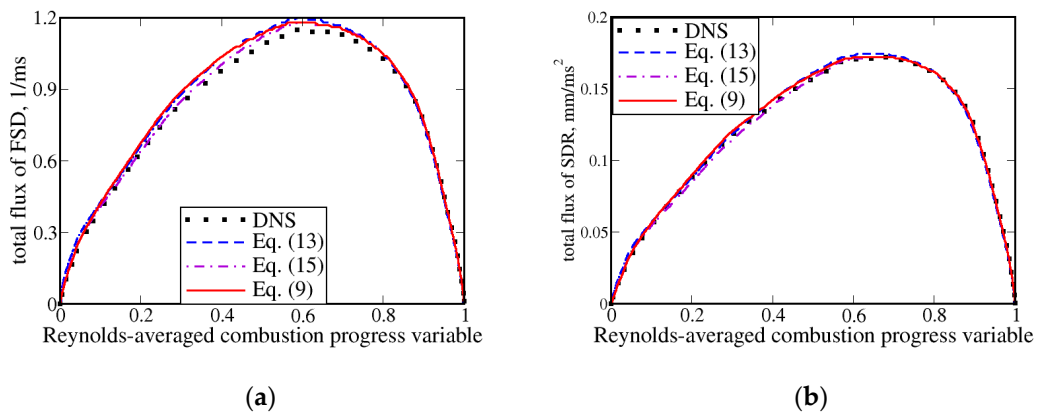 total flux of FSD, 1/ms
1.2
0.9
0.6
0.3
0
DNS
Eq. (13)
Eq. (15)
Eq. (9)
0 0.2 0.4 0.6 0.8 1
Reynolds-averaged combustion progress variable
(a)
total flux of SDR, mm/ms²
0.2
0.15
0.1
0.05
0
DNS
Eq. (13)
Eq. (15)
Eq. (9)
0 0.2 0.4 0.6 0.8 1
Reynolds-averaged combustion progress variable
(b)